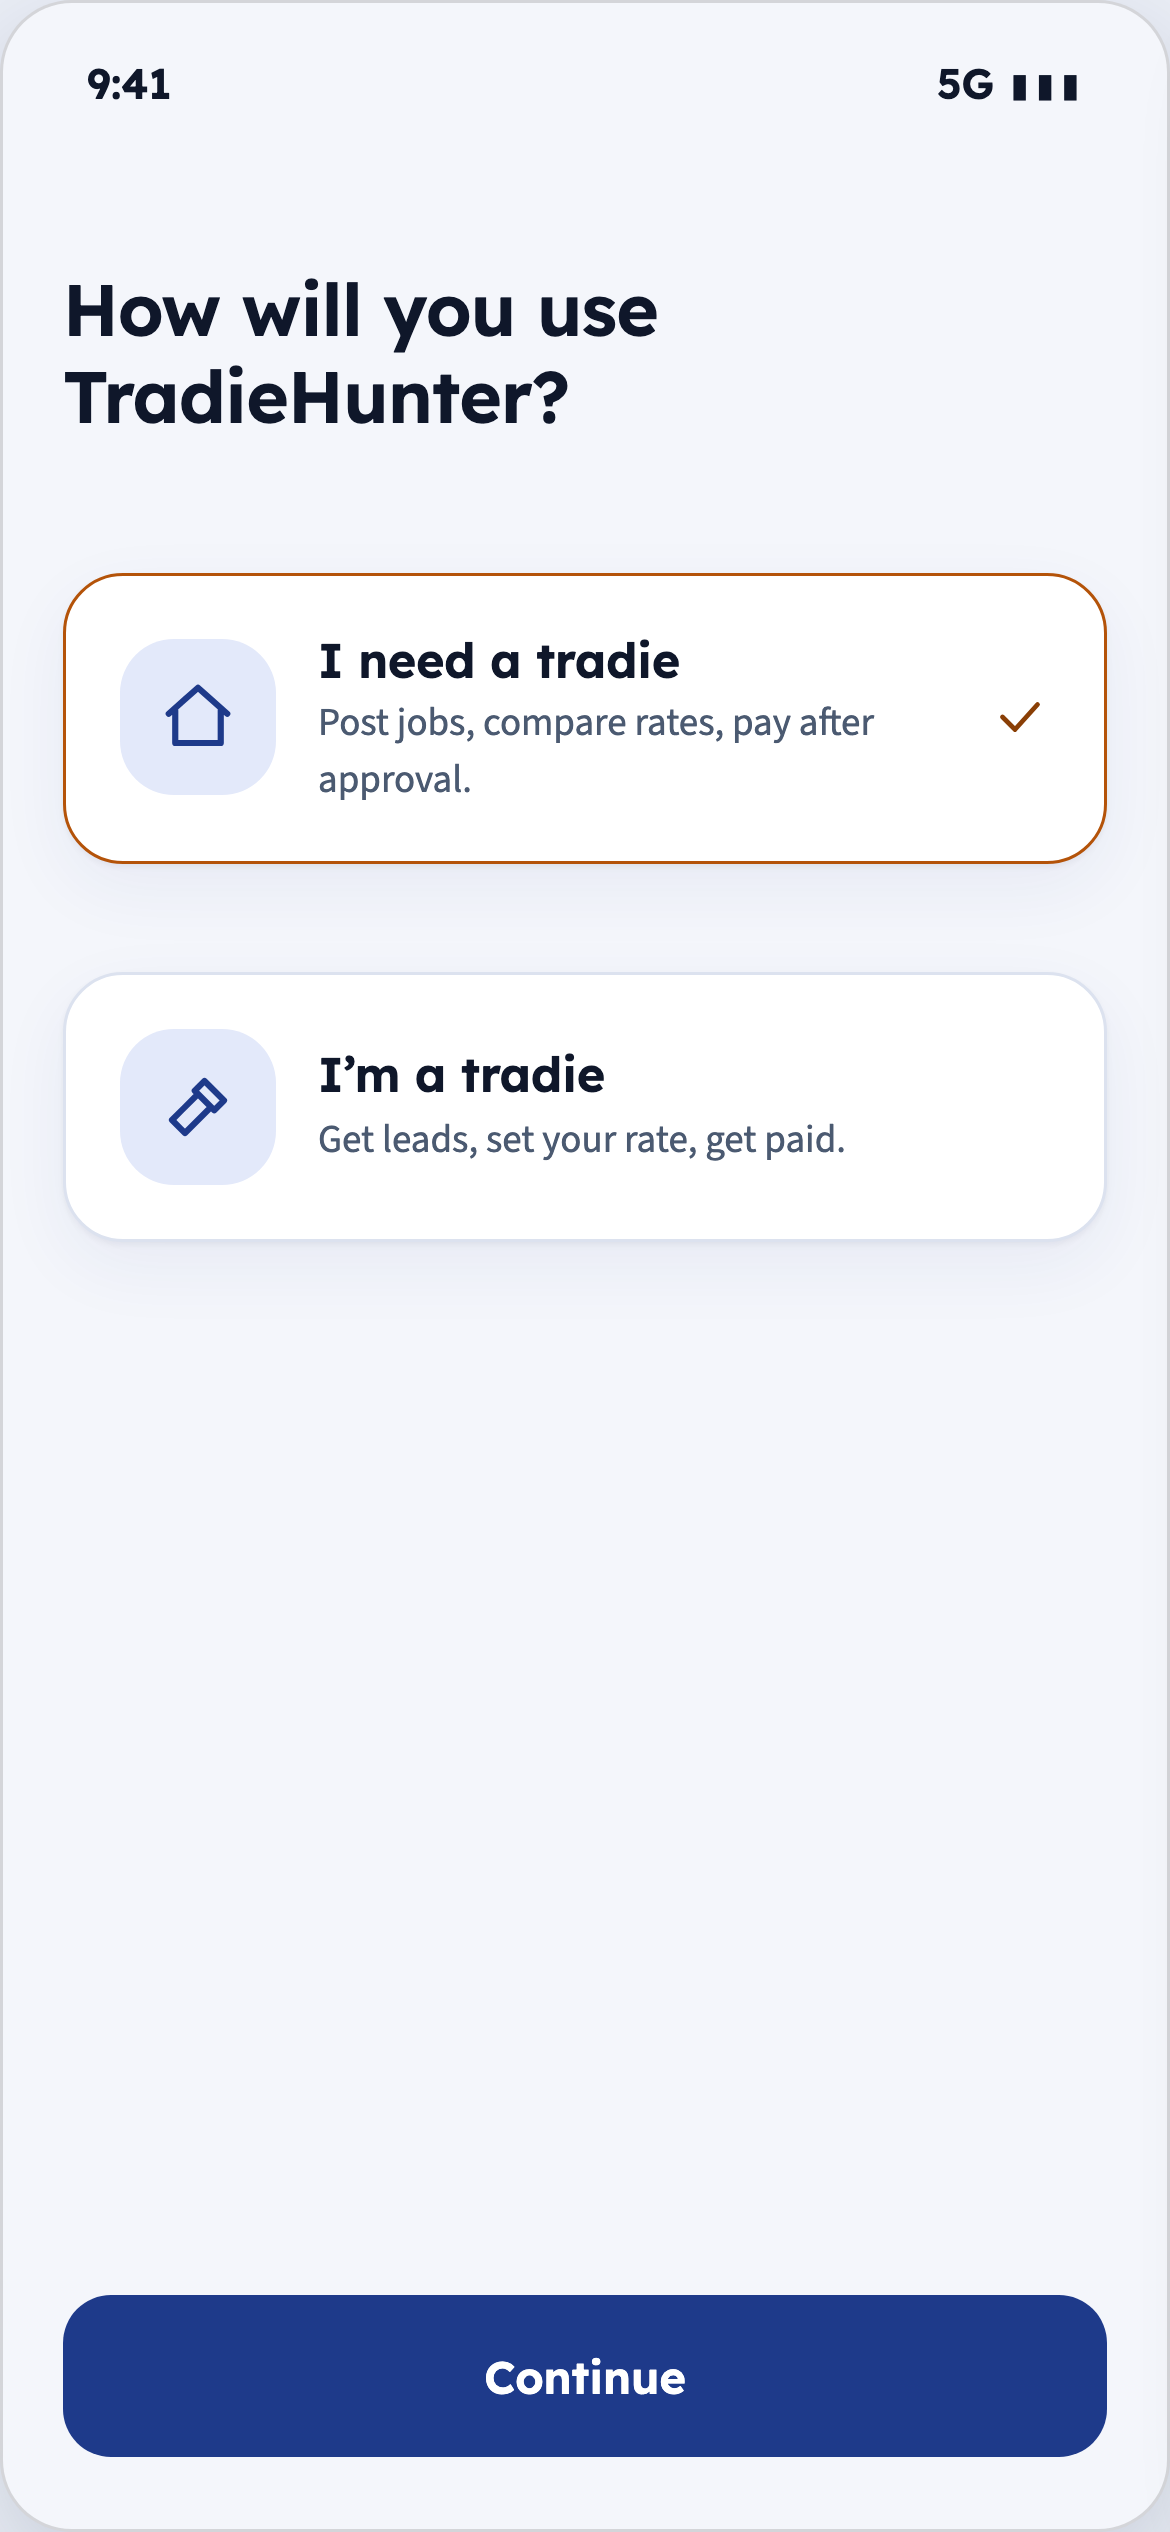 9:41
5G
How will you use
TradieHunter?
I need a tradie
Post jobs, compare rates, pay after
approval.
I’m a tradie
Get leads, set your rate, get paid.
Continue